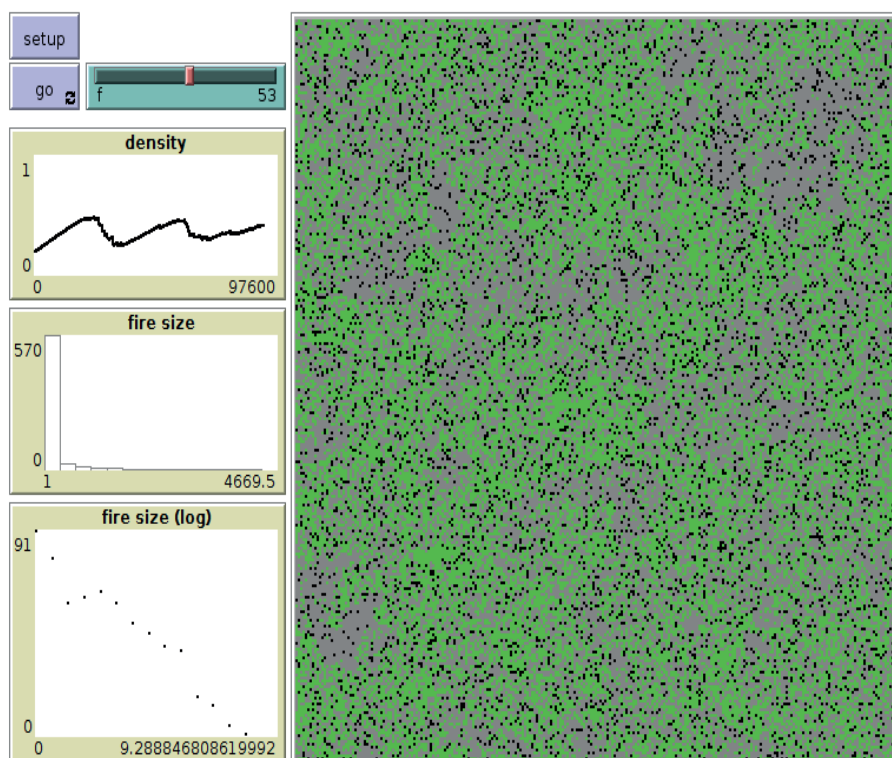 setup
go
f 53
density
1
0
0 97600
fire size
570
0
1 4669.5
fire size (log)
91
0
0 9.288846808619992